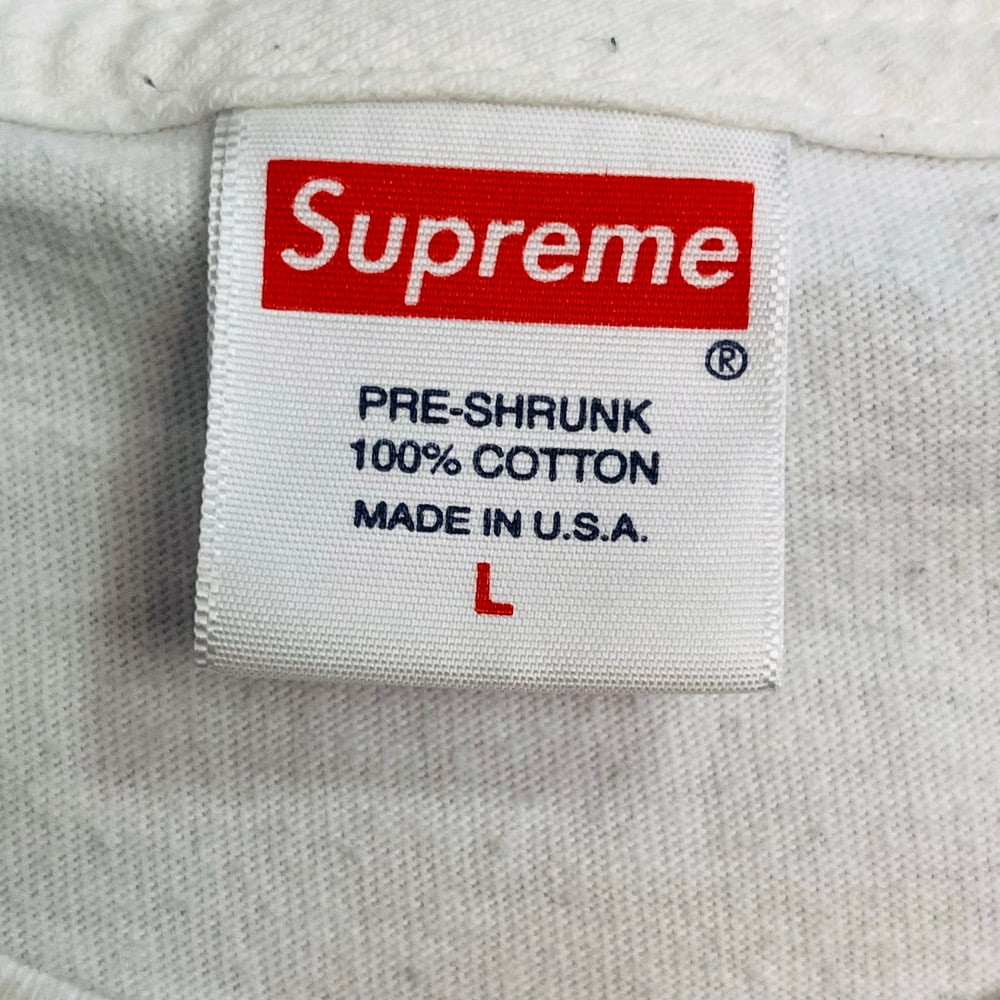 Supreme
®
PRE-SHRUNK
100% COTTON
MADE IN U.S.A.
L